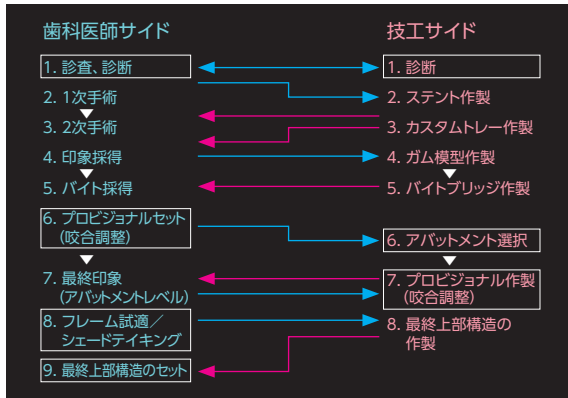 歯科医師サイド
1. 診査、診断
2. 1次手術
3. 2次手術
4. 印象採得
5. バイト採得
6. プロビジョナルセット
(咬合調整)
7. 最終印象
(アバットメントレベル)
8. フレーム試適／
シェードテイキング
9. 最終上部構造のセット
技工サイド
1. 診断
2. ステント作製
3. カスタムトレー作製
4. ガム模型作製
5. バイトブリッジ作製
6. アバットメント選択
7. プロビジョナル作製
(咬合調整)
8. 最終上部構造の
作製